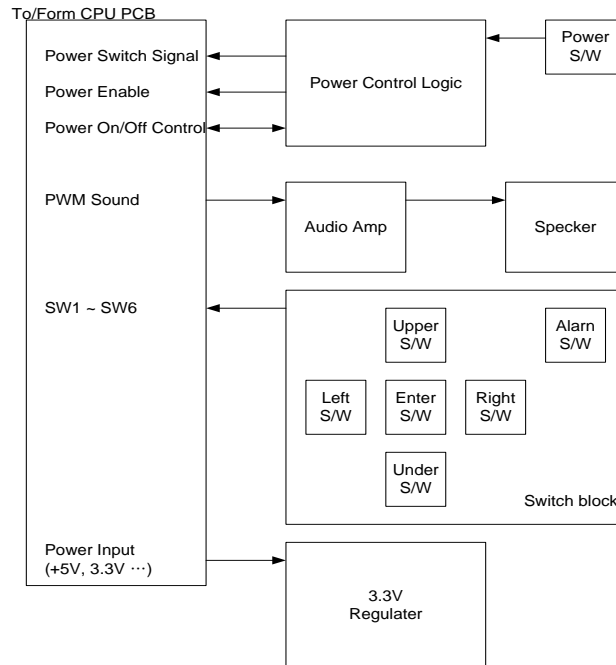 To/Form CPU PCB
Power Switch Signal
Power Enable
Power On/Off Control
Power Control Logic
Power
S/W
PWM Sound
Audio Amp
Specker
SW1 ~ SW6
Upper
S/W
Alarn
S/W
Left
S/W
Enter
S/W
Right
S/W
Under
S/W
Switch block
Power Input
(+5V, 3.3V ⋯)
3.3V
Regulater